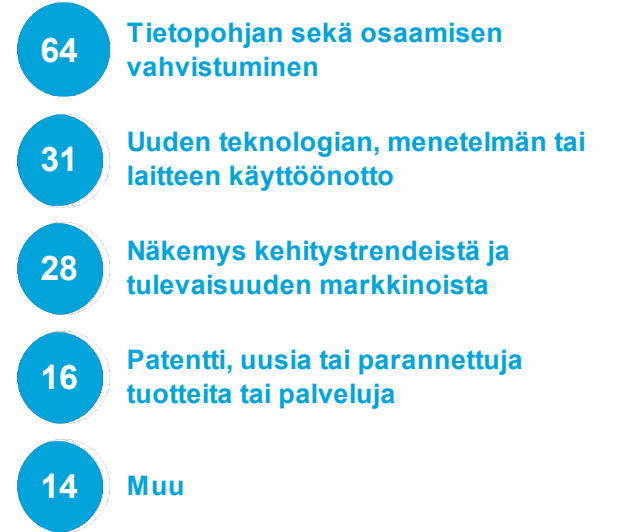 64
Tietopohjan sekä osaamisen
vahvistuminen
31
Uuden teknologian, menetelmän tai
laitteen käyttöönotto
28
Näkemys kehitystrendeistä ja
tulevaisuuden markkinoista
16
Patentti, uusia tai parannettuja
tuotteita tai palveluja
14
Muu